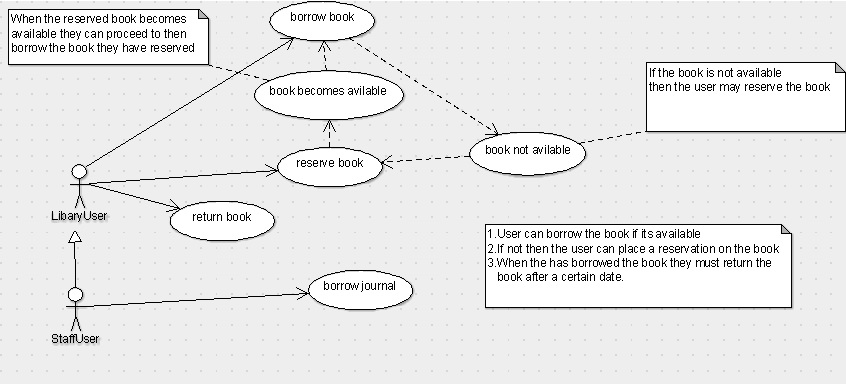 When the reserved book becomes
available they can proceed to then
borrow the book they have reserved
borrow book
book becomes avilable
If the book is not available
then the user may reserve the book
book not avilable
reserve book
return book
LibaryUser
1.User can borrow the book if its available
2.If not then the user can place a reservation on the book
3.When the has borrowed the book they must return the
book after a certain date.
borrow journal
StaffUser